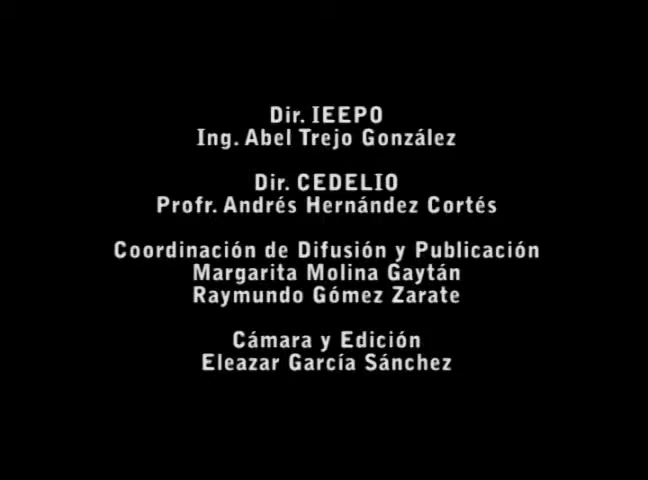 Dir. IEEPO
Ing. Abel Trejo González
Dir. CEDELIO
Profr. Andrés Hernández Cortés
Coordinación de Difusión y Publicación
Margarita Molina Gaytán
Raymundo Gómez Zarate
Cámara y Edición
Eleazar García Sánchez